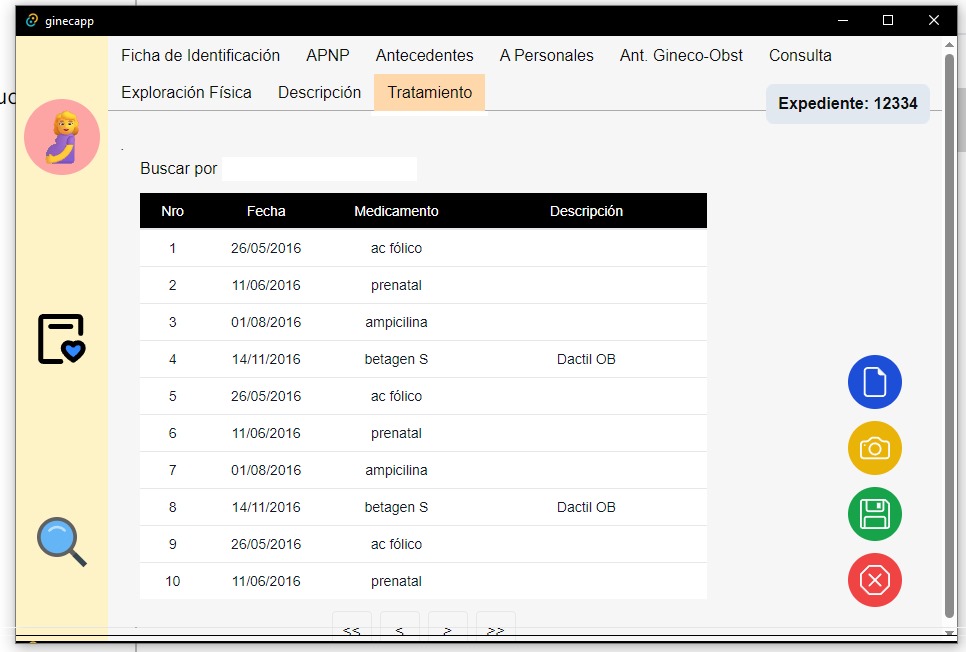 ginecapp
Ficha de Identificación APNP Antecedentes A Personales Ant. Gineco-Obst Consulta
Exploración Física Descripción Tratamiento
Expediente: 12334
Buscar por
Nro Fecha Medicamento Descripción
1 26/05/2016 ac fólico
2 11/06/2016 prenatal
3 01/08/2016 ampicilina
4 14/11/2016 betagen S Dactil OB
5 26/05/2016 ac fólico
6 11/06/2016 prenatal
7 01/08/2016 ampicilina
8 14/11/2016 betagen S Dactil OB
9 26/05/2016 ac fólico
10 11/06/2016 prenatal
<< < > >>